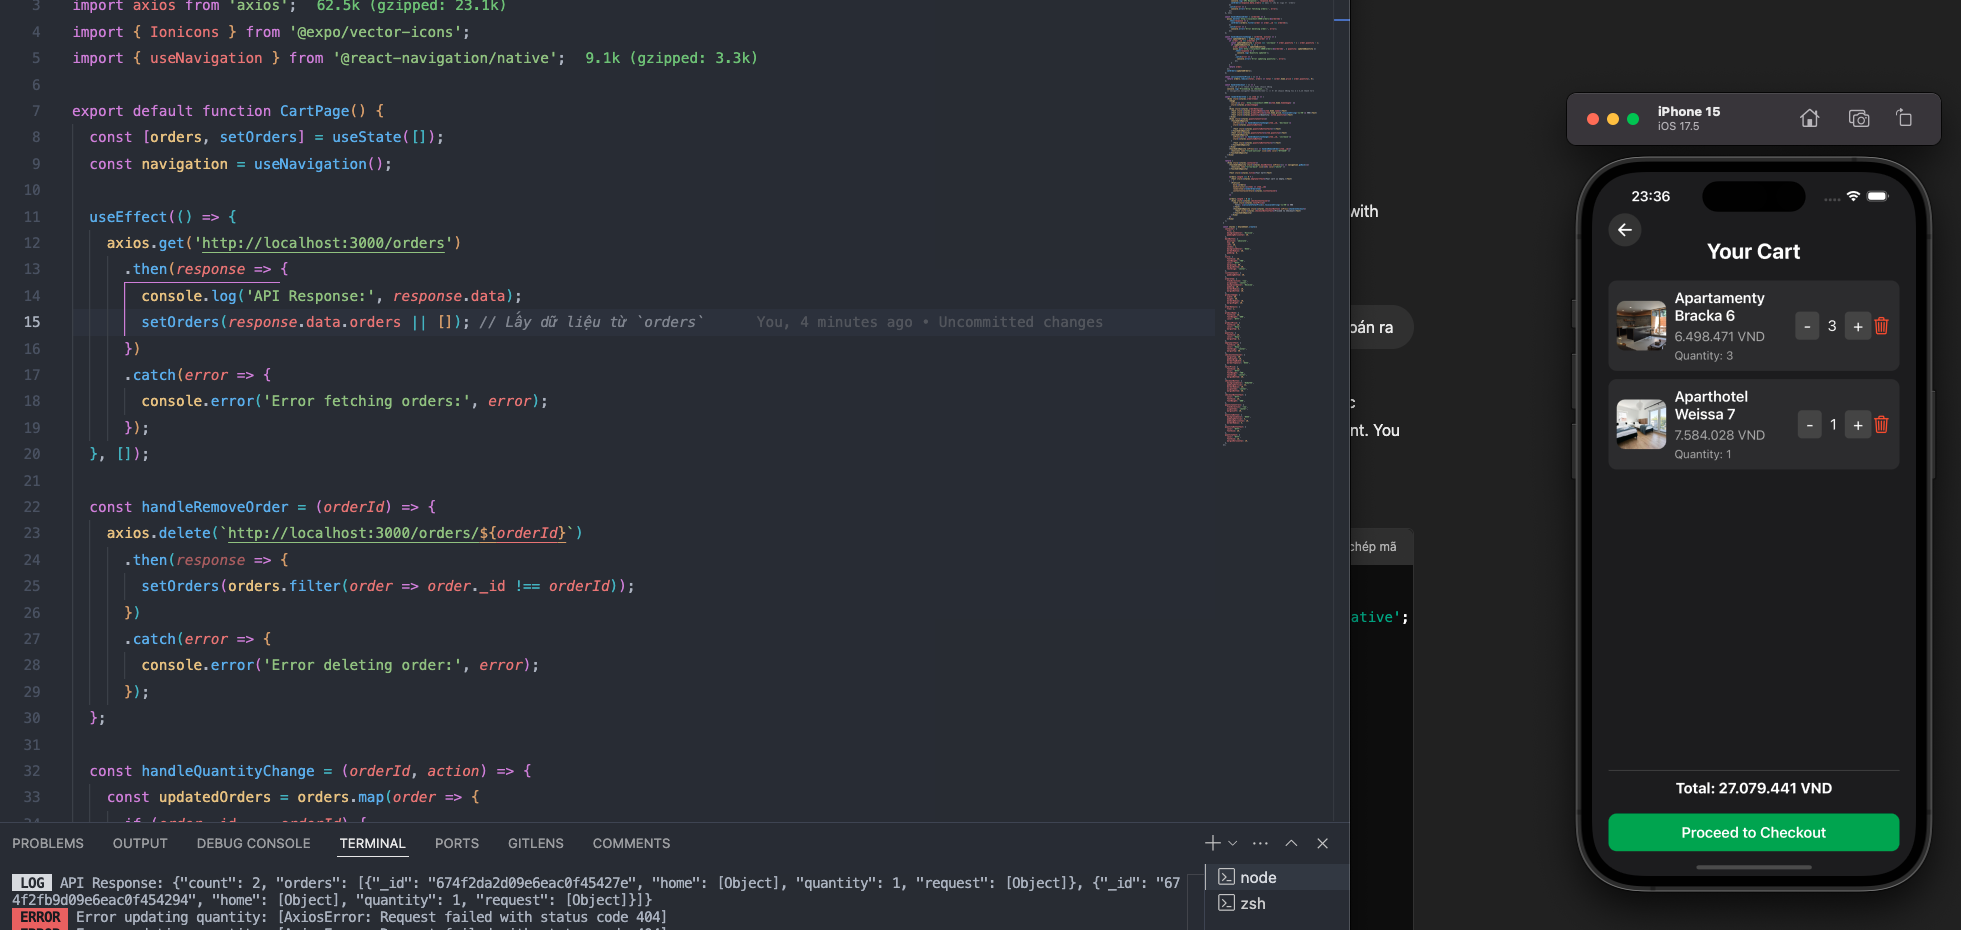 3 import axios from 'axios'; 62.5k (gzipped: 23.1k)
4 import { Ionicons } from '@expo/vector-icons';
5 import { useNavigation } from '@react-navigation/native'; 9.1k (gzipped: 3.3k)
6
7 export default function CartPage() {
8 const [orders, setOrders] = useState([]);
9 const navigation = useNavigation();
10
11 useEffect(() => {
12 axios.get('http://localhost:3000/orders')
13 .then(response => {
14 console.log('API Response:', response.data);
15 setOrders(response.data.orders || []); // Lấy dữ liệu từ `orders` You, 4 minutes ago • Uncommitted changes
16 })
17 .catch(error => {
18 console.error('Error fetching orders:', error);
19 });
20 }, []);
21
22 const handleRemoveOrder = (orderId) => {
23 axios.delete(`http://localhost:3000/orders/${orderId}`)
24 .then(response => {
25 setOrders(orders.filter(order => order._id !== orderId));
26 })
27 .catch(error => {
28 console.error('Error deleting order:', error);
29 });
30 };
31
32 const handleQuantityChange = (orderId, action) => {
33 const updatedOrders = orders.map(order => {
PROBLEMS OUTPUT DEBUG CONSOLE TERMINAL PORTS GITLENS COMMENTS
LOG API Response: {"count": 2, "orders": [{"_id": "674f2da2d09e6eac0f45427e", "home": [Object], "quantity": 1, "request": [Object]}, {"_id": "67
4f2fb9d09e6eac0f454294", "home": [Object], "quantity": 1, "request": [Object]}]}
ERROR Error updating quantity: [AxiosError: Request failed with status code 404]
node
zsh
with
oán ra
nt. You
chép mã
ative';
iPhone 15
iOS 17.5
23:36
Your Cart
Apartamenty
Bracka 6
6.498.471 VND
Quantity: 3
- 3 +
Aparthotel
Weissa 7
7.584.028 VND
Quantity: 1
- 1 +
Total: 27.079.441 VND
Proceed to Checkout